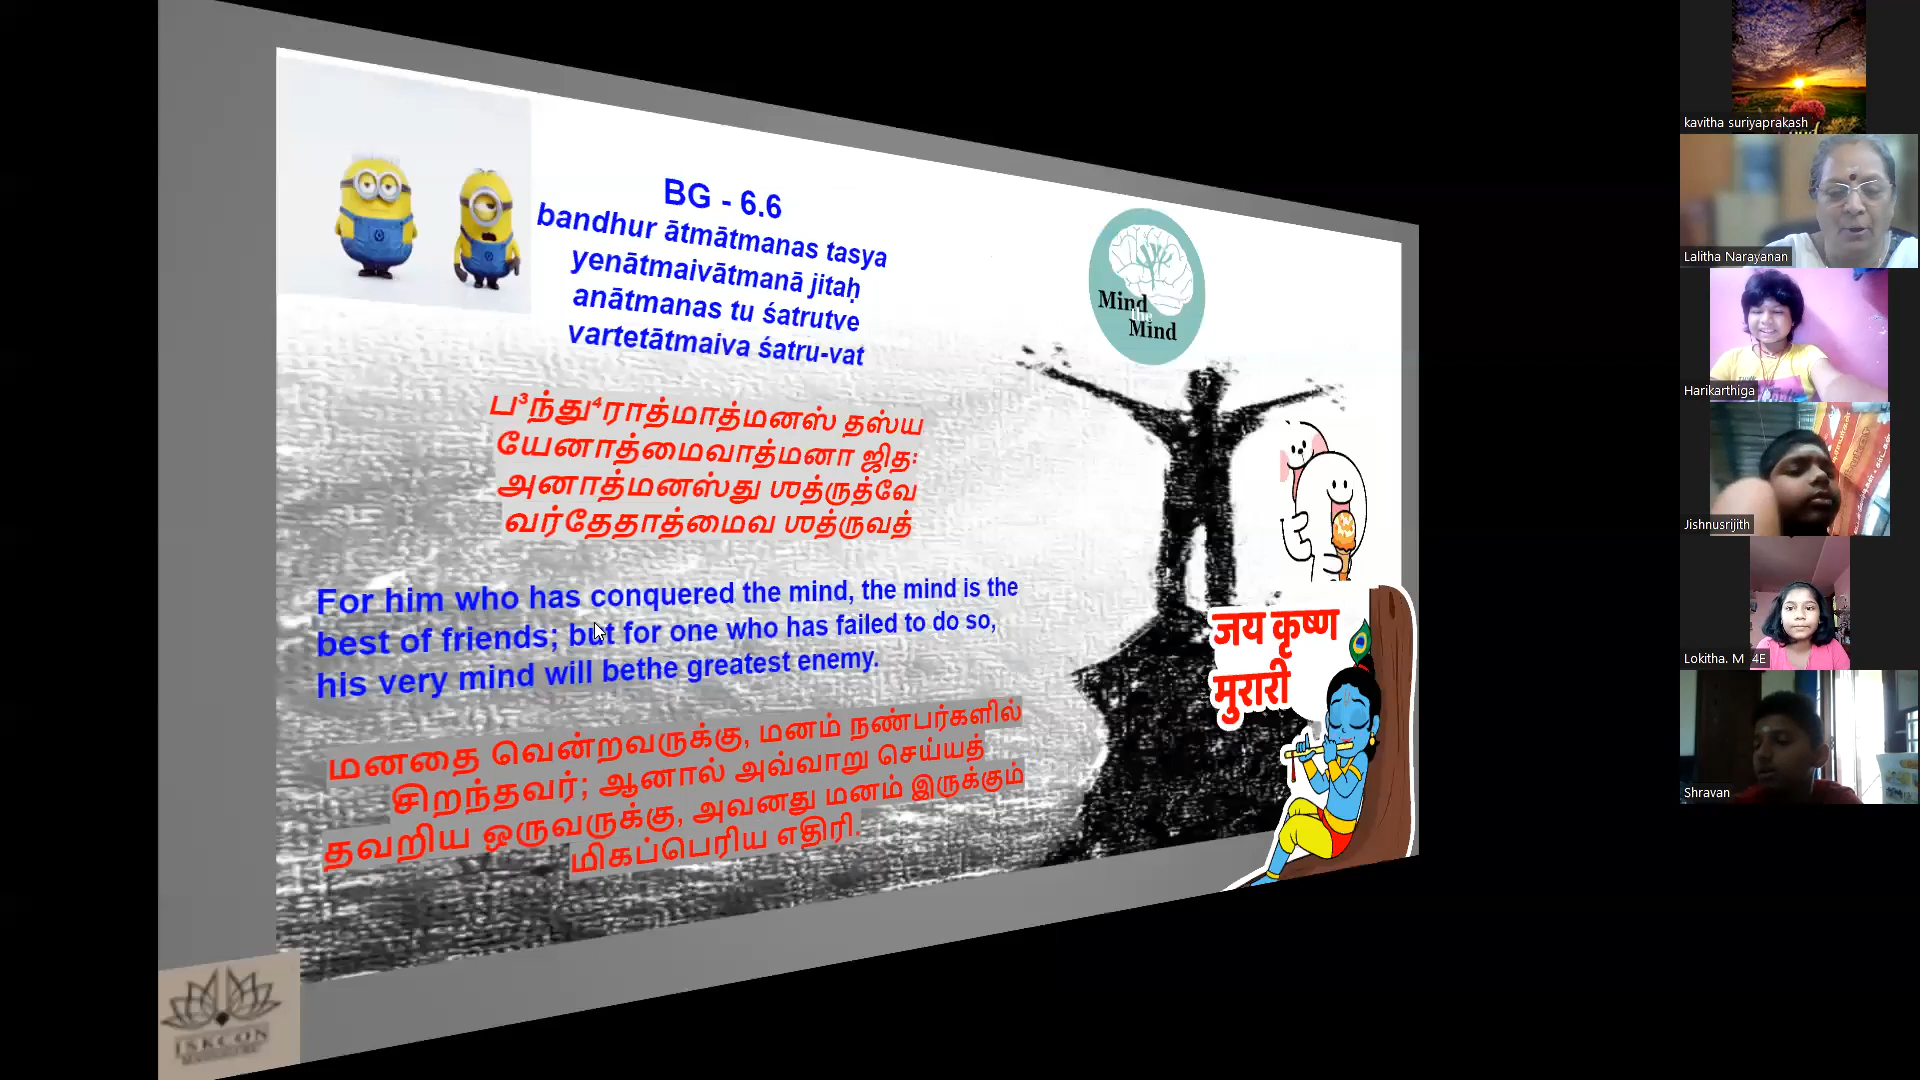 BG - 6.6
bandhur ātmātmanas tasya
yenātmaivātmanā jitaḥ
anātmanas tu śatrutve
vartetātmaiva śatru-vat
ப³ந்து⁴ராத்மாத்மனஸ் தஸ்ய
யேனாத்மைவாத்மனா ஜித꞉
அனாத்மனஸ்து ஶத்ருத்வே
வர்தேதாத்மைவ ஶத்ருவத்
For him who has conquered the mind, the mind is the
best of friends; but for one who has failed to do so,
his very mind will bethe greatest enemy.
மனதை வென்றவருக்கு, மனம் நண்பர்களில்
சிறந்தவர்; ஆனால் அவ்வாறு செய்யத்
தவறிய ஒருவருக்கு, அவனது மனம் இருக்கும்
மிகப்பெரிய எதிரி.
Mind
the
Mind
जय कृष्ण
मुरारी
ISKCON
kavitha suriyaprakash
Lalitha Narayanan
Harikarthiga
Jishnusrijith
Lokitha. M 4E
Shravan